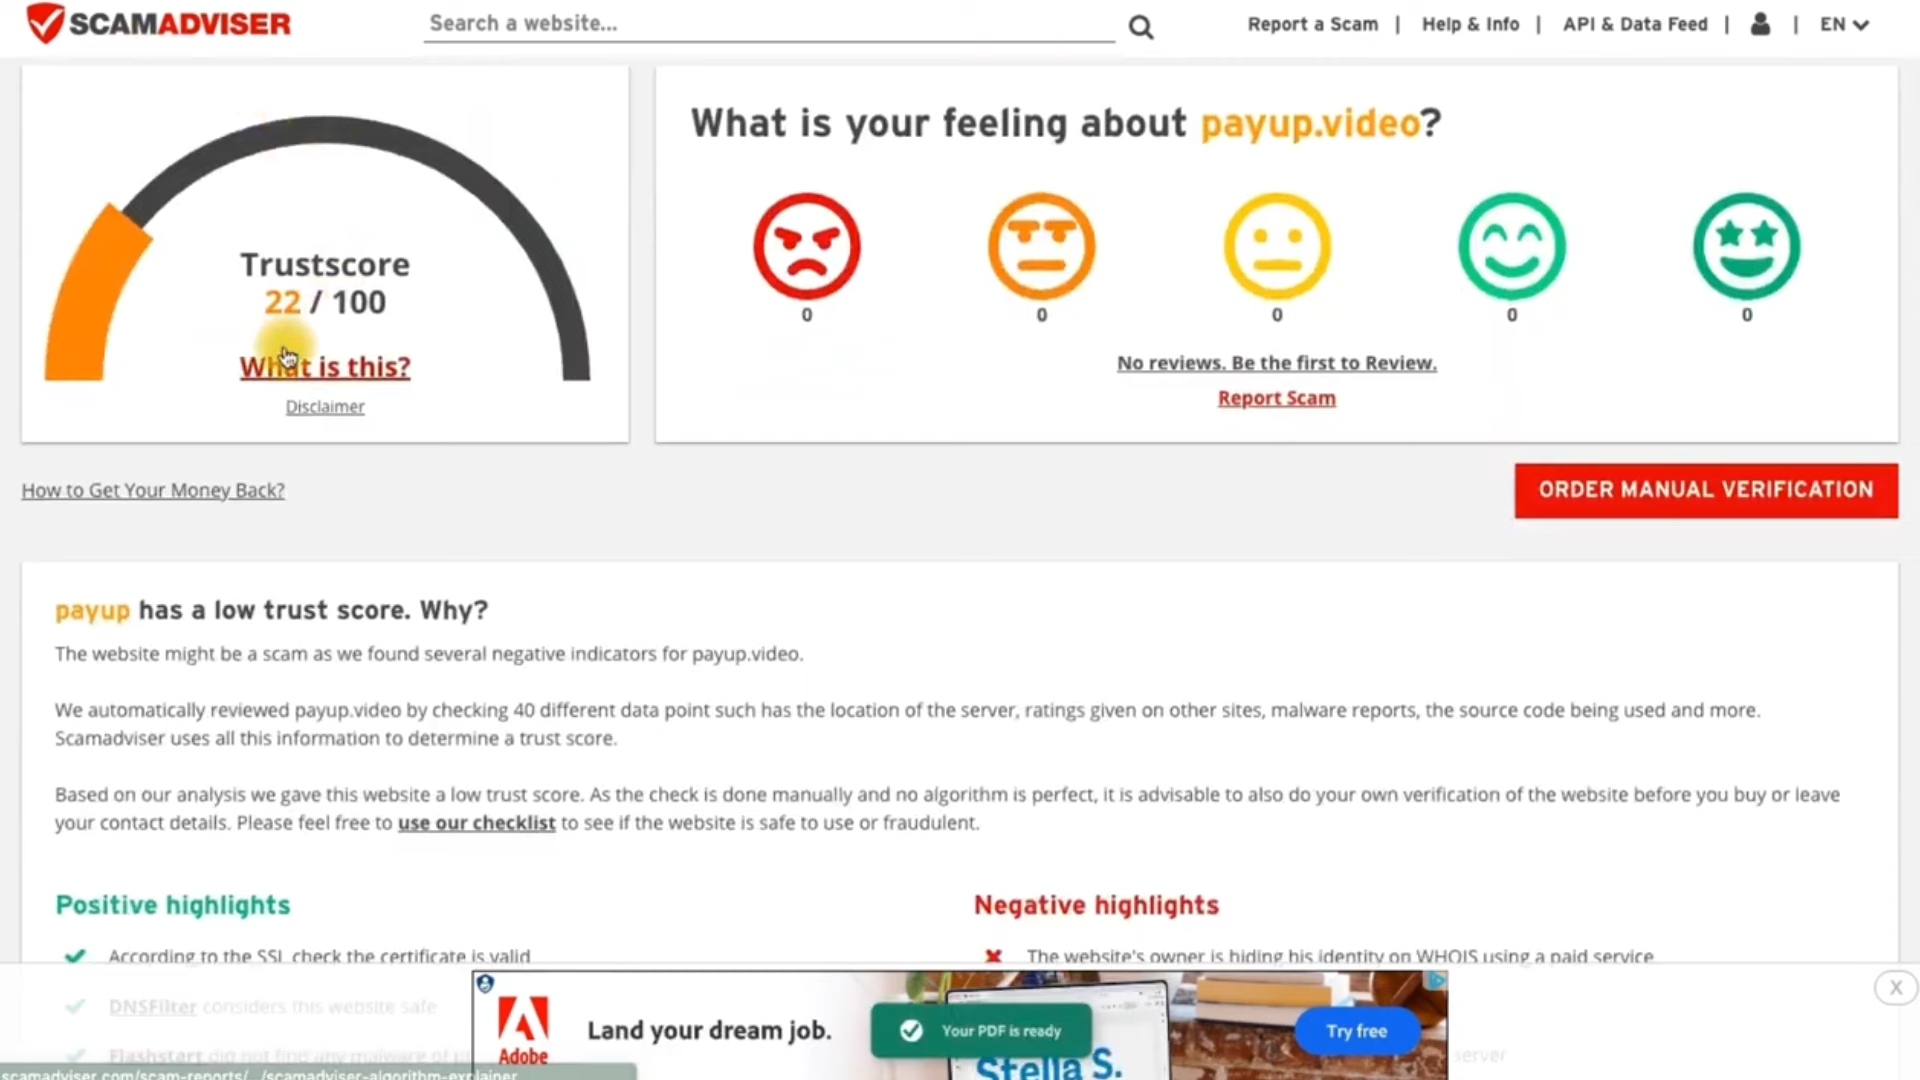 SCAMADVISER
Search a website...
Report a Scam | Help & Info | API & Data Feed | | EN
Trustscore
22 / 100
What is this?
Disclaimer
What is your feeling about payup.video?
0 0 0 0 0
No reviews. Be the first to Review.
Report Scam
How to Get Your Money Back?
ORDER MANUAL VERIFICATION
payup has a low trust score. Why?
The website might be a scam as we found several negative indicators for payup.video.
We automatically reviewed payup.video by checking 40 different data point such has the location of the server, ratings given on other sites, malware reports, the source code being used and more.
Scamadviser uses all this information to determine a trust score.
Based on our analysis we gave this website a low trust score. As the check is done manually and no algorithm is perfect, it is advisable to also do your own verification of the website before you buy or leave
your contact details. Please feel free to use our checklist to see if the website is safe to use or fraudulent.
Positive highlights
According to the SSL check the certificate is valid
DNSFilter considers this website safe
Flashstart did not find any malware or
Negative highlights
The website's owner is hiding his identity on WHOIS using a paid service
server
X
Adobe
Land your dream job.
Your PDF is ready
Stella S.
Try free
scamadviser.com/scam-reports/.../scamadviser-algorithm-explainer